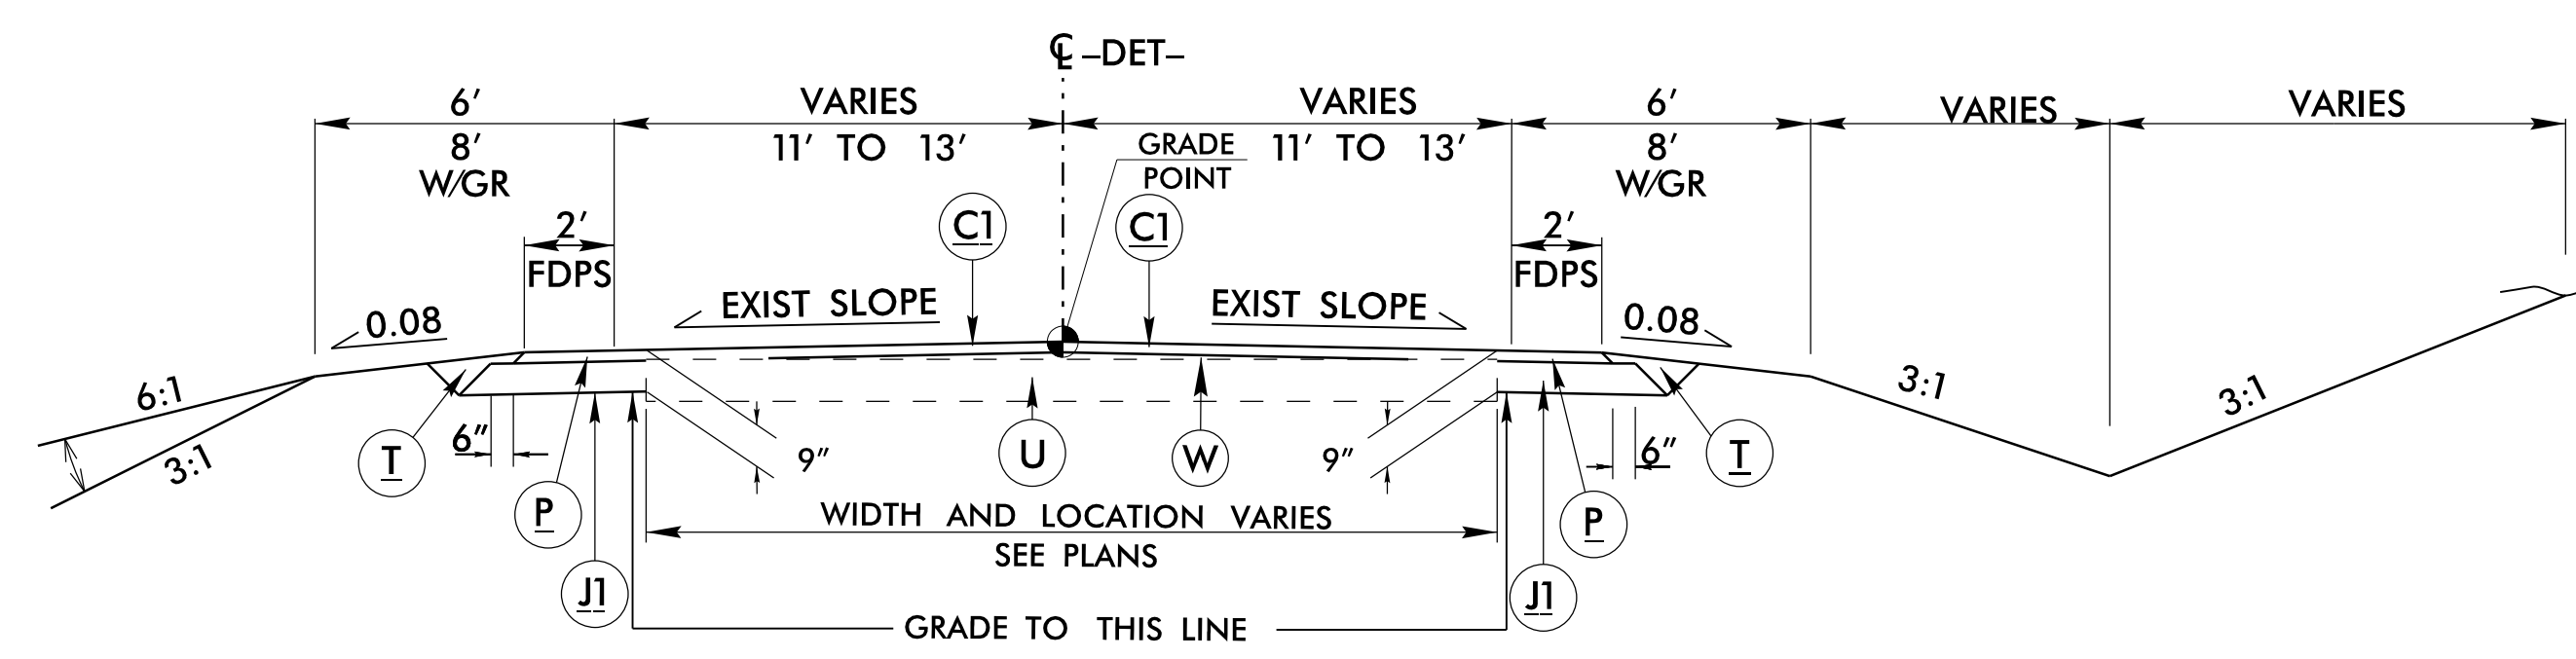 ℄ –DET–
6′ VARIES VARIES 6′ VARIES VARIES
8′ 11′ TO 13′ GRADE 11′ TO 13′ 8′
W/GR POINT W/GR
2′ C1 C1 2′
FDPS FDPS
0.08 EXIST SLOPE EXIST SLOPE 0.08
6:1 3:1 3:1
3:1 T 6″ 9″ U W 9″ 6″ T
P WIDTH AND LOCATION VARIES P
SEE PLANS
J1 J1
GRADE TO THIS LINE